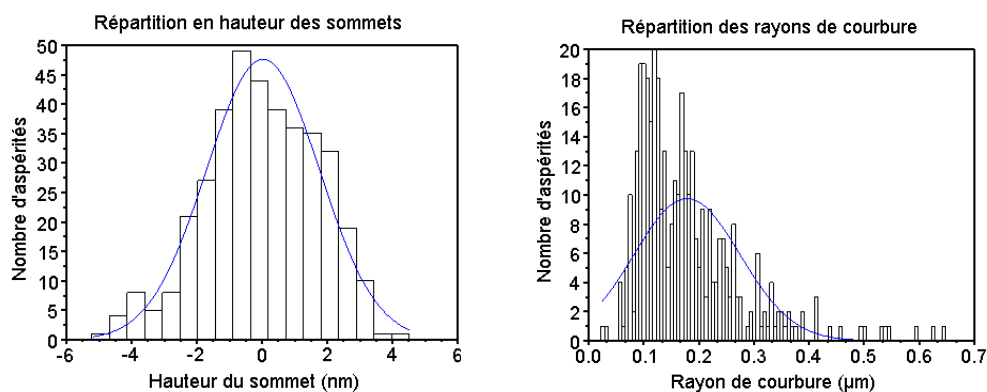 Répartition en hauteur des sommets
50
45
40
35
30
25
20
15
10
5
0
-6 -4 -2 0 2 4 6
Nombre d'aspérités
Hauteur du sommet (nm)
Répartition des rayons de courbure
20
18
16
14
12
10
8
6
4
2
0
0.0 0.1 0.2 0.3 0.4 0.5 0.6 0.7
Nombre d'aspérités
Rayon de courbure (µm)